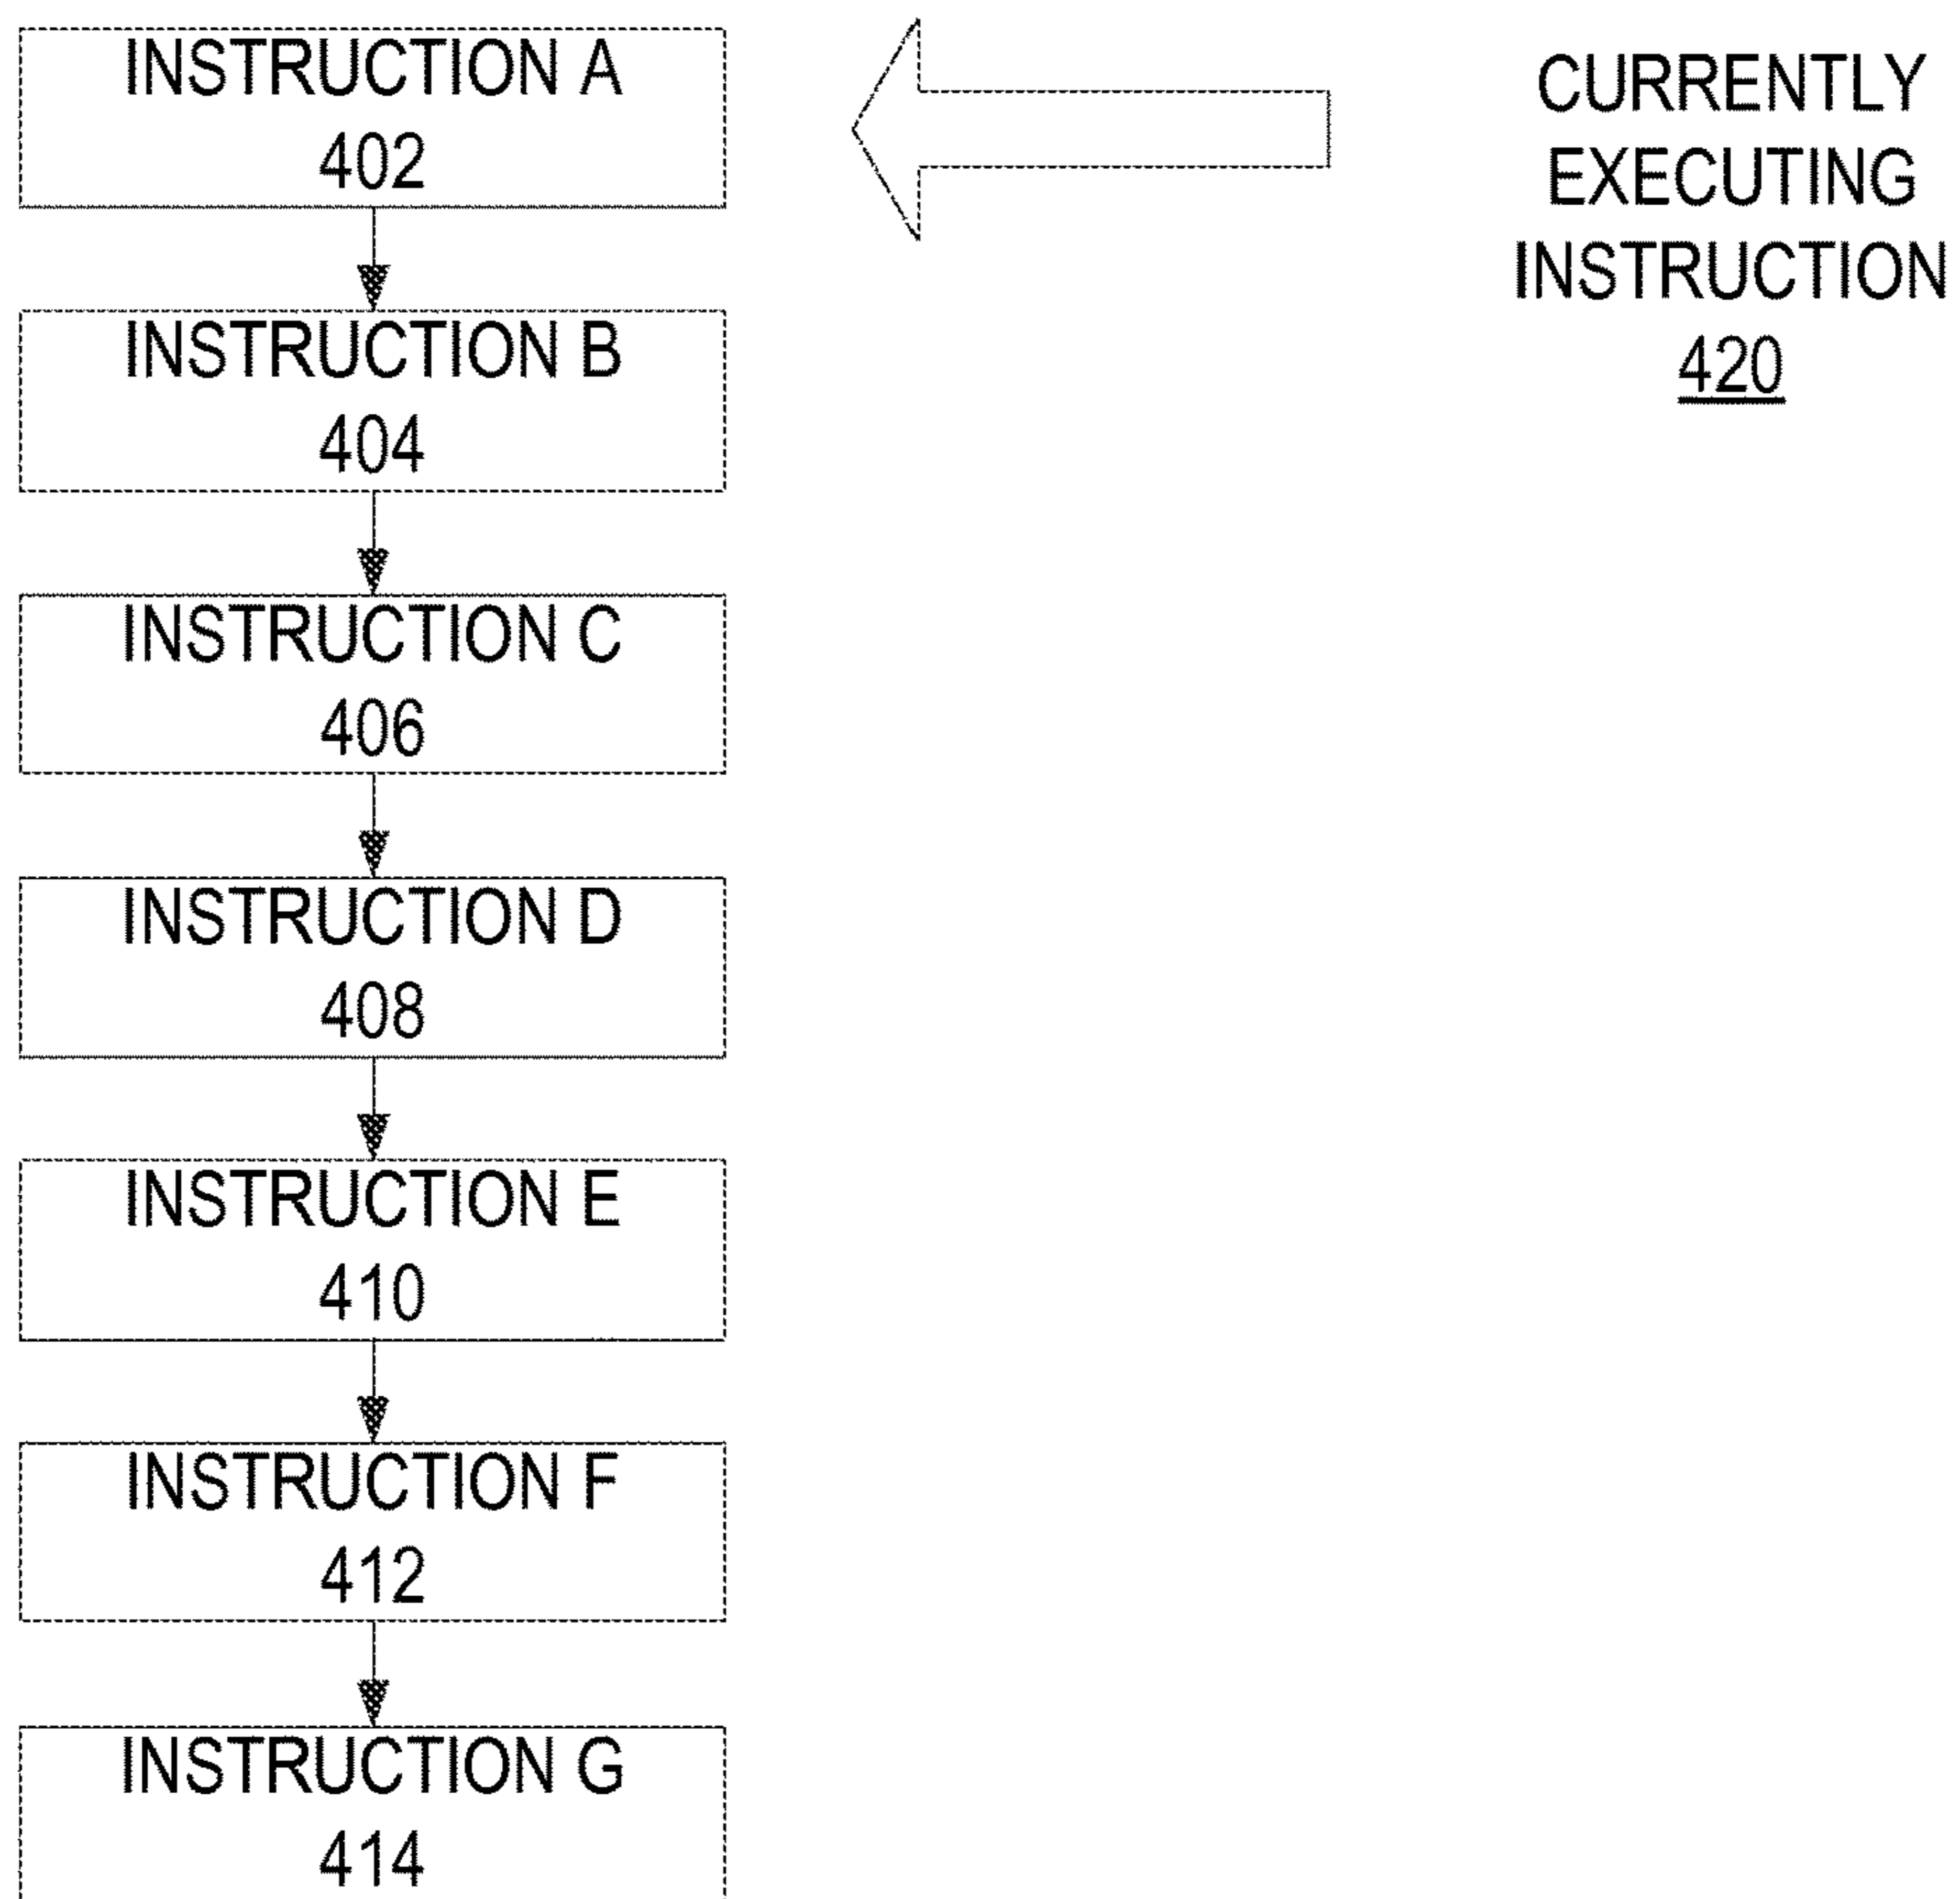 INSTRUCTION A
402
CURRENTLY
EXECUTING
INSTRUCTION
420
INSTRUCTION B
404
INSTRUCTION C
406
INSTRUCTION D
408
INSTRUCTION E
410
INSTRUCTION F
412
INSTRUCTION G
414